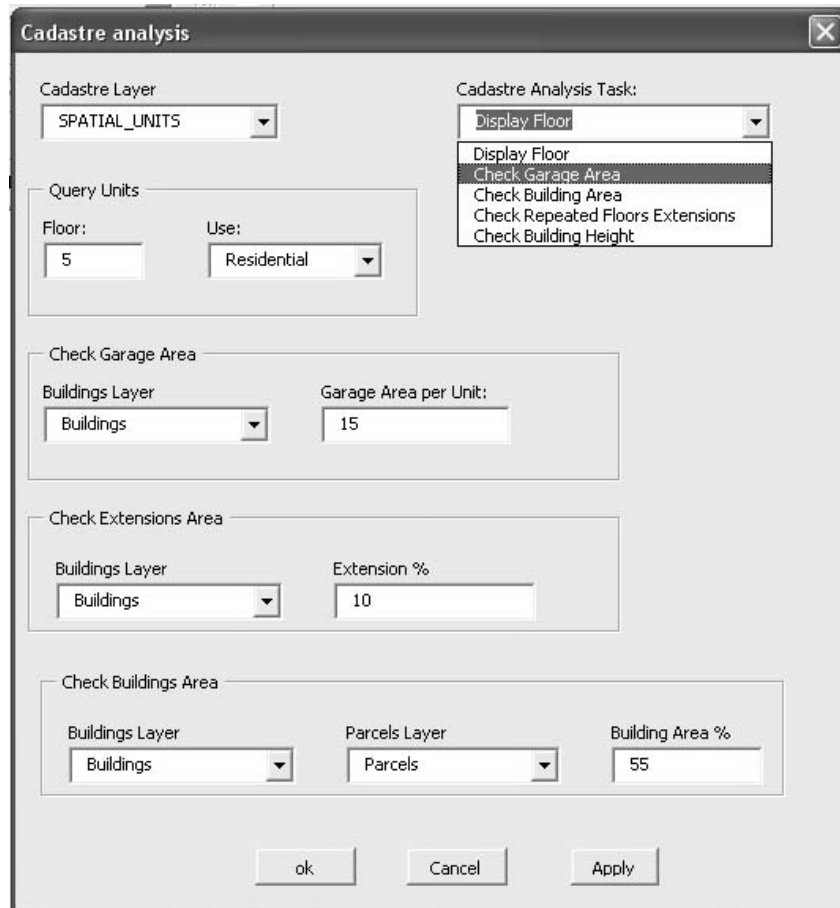 Cadastre analysis
Cadastre Layer
SPATIAL_UNITS
Cadastre Analysis Task:
Display Floor
Display Floor
Check Garage Area
Check Building Area
Check Repeated Floors Extensions
Check Building Height
Query Units
Floor: Use:
5 Residential
Check Garage Area
Buildings Layer Garage Area per Unit:
Buildings 15
Check Extensions Area
Buildings Layer Extension %
Buildings 10
Check Buildings Area
Buildings Layer Parcels Layer Building Area %
Buildings Parcels 55
ok Cancel Apply